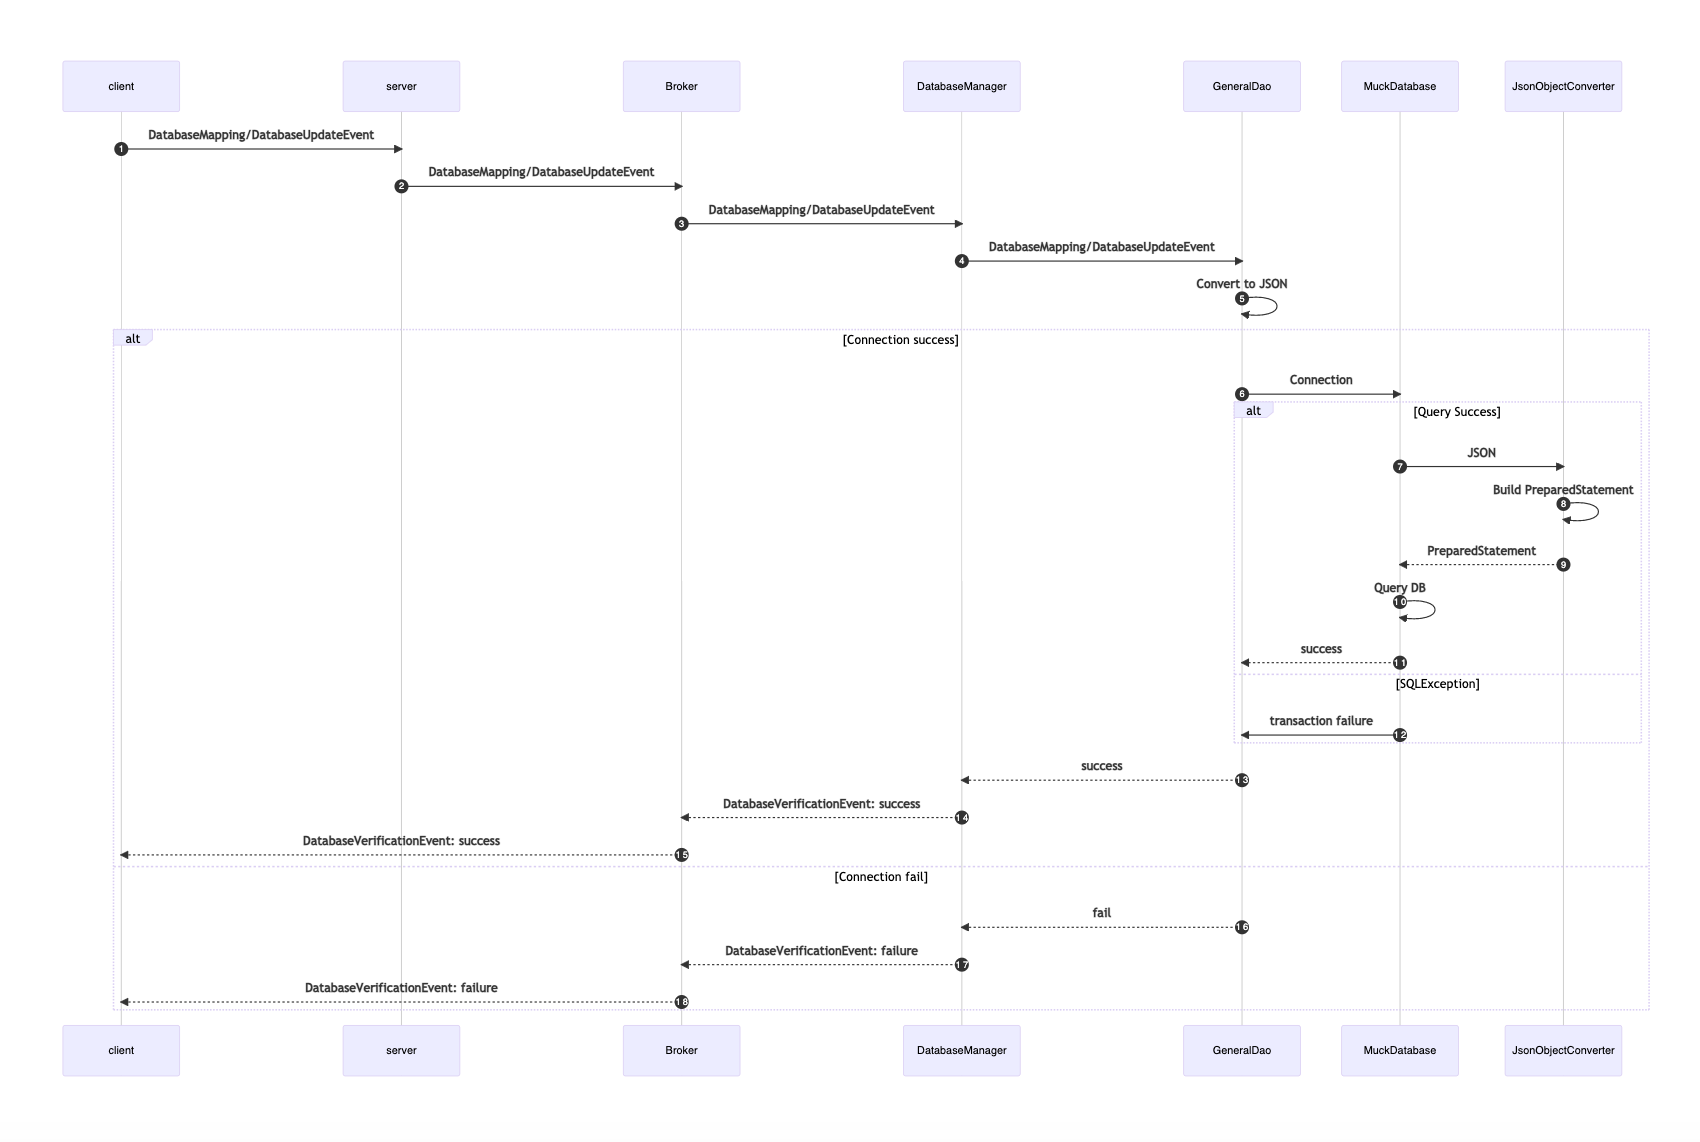 client
server
Broker
DatabaseManager
GeneralDao
MuckDatabase
JsonObjectConverter
DatabaseMapping/DatabaseUpdateEvent
1
DatabaseMapping/DatabaseUpdateEvent
2
DatabaseMapping/DatabaseUpdateEvent
3
DatabaseMapping/DatabaseUpdateEvent
4
Convert to JSON
5
alt
[Connection success]
Connection
6
alt
[Query Success]
JSON
7
Build PreparedStatement
8
PreparedStatement
9
Query DB
10
success
11
[SQLException]
transaction failure
12
success
13
DatabaseVerificationEvent: success
14
DatabaseVerificationEvent: success
15
[Connection fail]
fail
16
DatabaseVerificationEvent: failure
17
DatabaseVerificationEvent: failure
18
client
server
Broker
DatabaseManager
GeneralDao
MuckDatabase
JsonObjectConverter